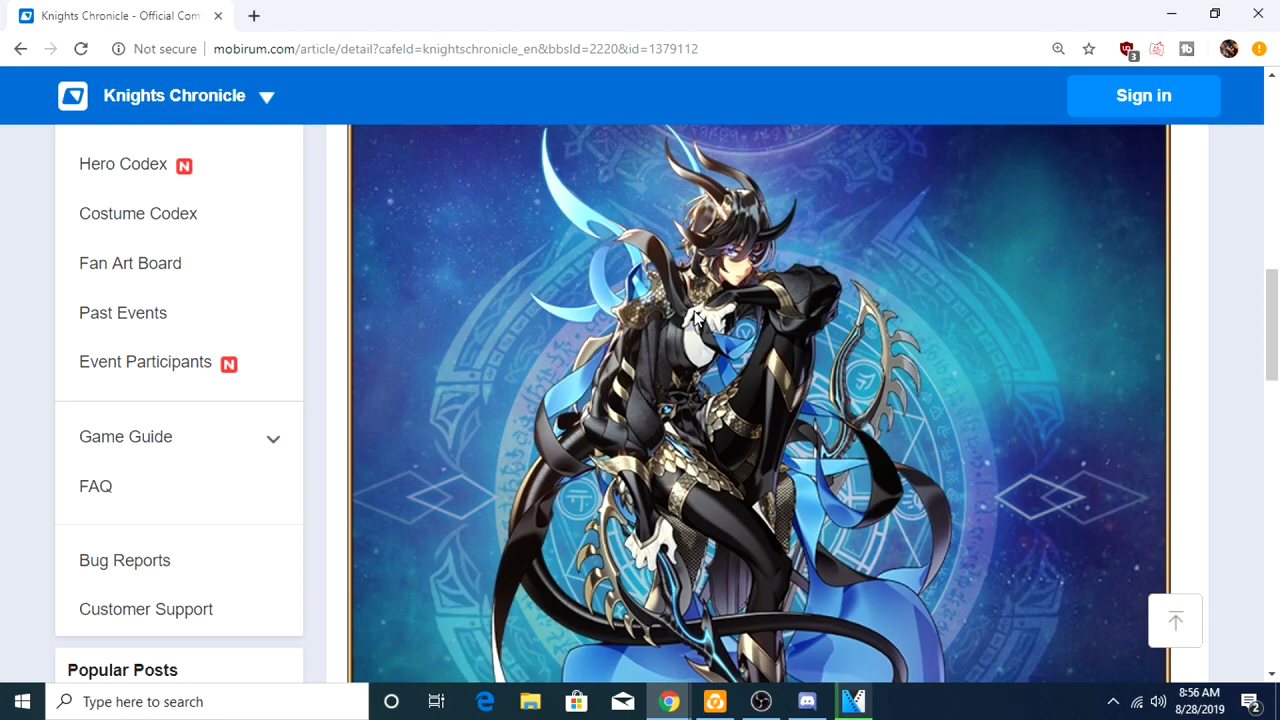 Knights Chronicle - Official Com
Not secure
mobirum.com/article/detail?cafeId=knightschronicle_en&bbsId=2220&id=1379112
3
Knights Chronicle
Sign in
Hero Codex N
Costume Codex
Fan Art Board
Past Events
Event Participants N
Game Guide
FAQ
Bug Reports
Customer Support
Popular Posts
Type here to search
8:56 AM
8/28/2019
2